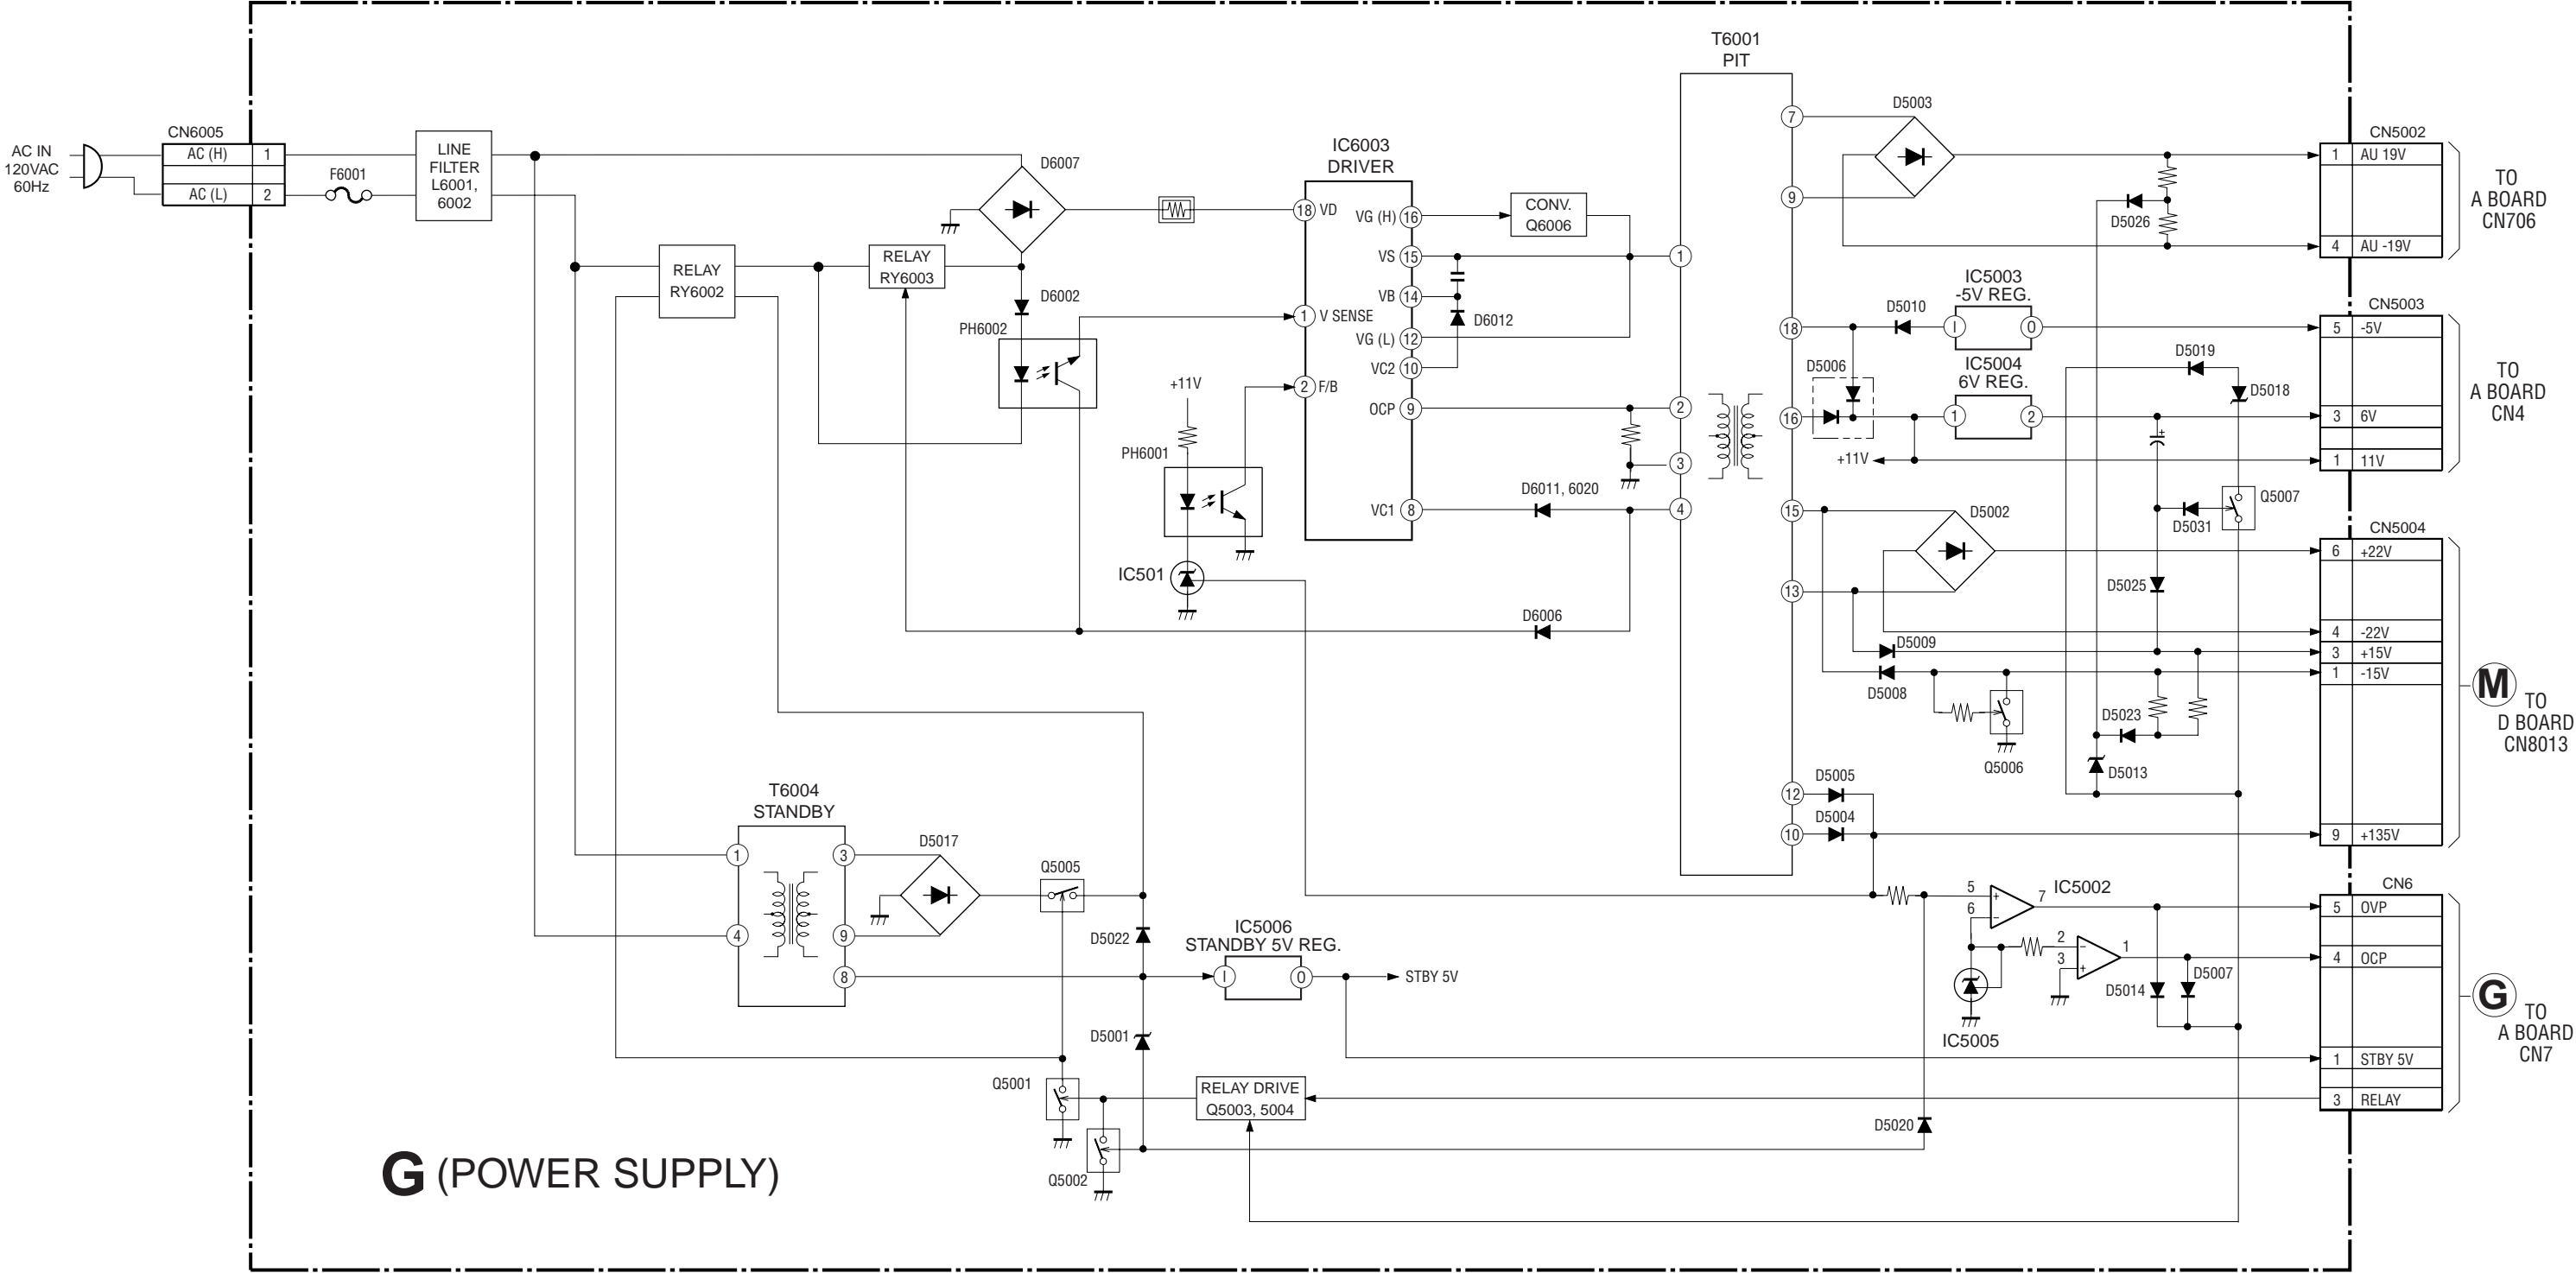 AC IN
120VAC
60Hz
CN6005
AC (H) 1
AC (L) 2
F6001
LINE
FILTER
L6001,
6002
RELAY
RY6002
RELAY
RY6003
D6007
D6002
PH6002
+11V
PH6001
IC501
IC6003
DRIVER
18 VD
1 V SENSE
2 F/B
VG (H) 16
VS 15
VB 14
VG (L) 12
VC2 10
OCP 9
VC1 8
CONV.
Q6006
D6012
D6011, 6020
D6006
T6001
PIT
1
2
3
4
7
9
18
16
15
13
12
10
D5003
D5026
D5010
IC5003
-5V REG.
I O
D5006
IC5004
6V REG.
1 2
+11V
D5019
D5018
Q5007
D5031
D5002
D5025
D5009
D5008
Q5006
D5023
D5013
D5005
D5004
CN5002
1 AU 19V
4 AU -19V
TO
A BOARD
CN706
CN5003
5 -5V
3 6V
1 11V
TO
A BOARD
CN4
CN5004
6 +22V
4 -22V
3 +15V
1 -15V
9 +135V
M
TO
D BOARD
CN8013
T6004
STANDBY
1
4
3
9
8
D5017
Q5005
D5022
D5001
IC5006
STANDBY 5V REG.
I O
STBY 5V
Q5001
Q5002
RELAY DRIVE
Q5003, 5004
D5020
5
6
+
-
7
IC5002
2
3
-
+
1
IC5005
D5014
D5007
CN6
5 OVP
4 OCP
1 STBY 5V
3 RELAY
G
TO
A BOARD
CN7
G (POWER SUPPLY)